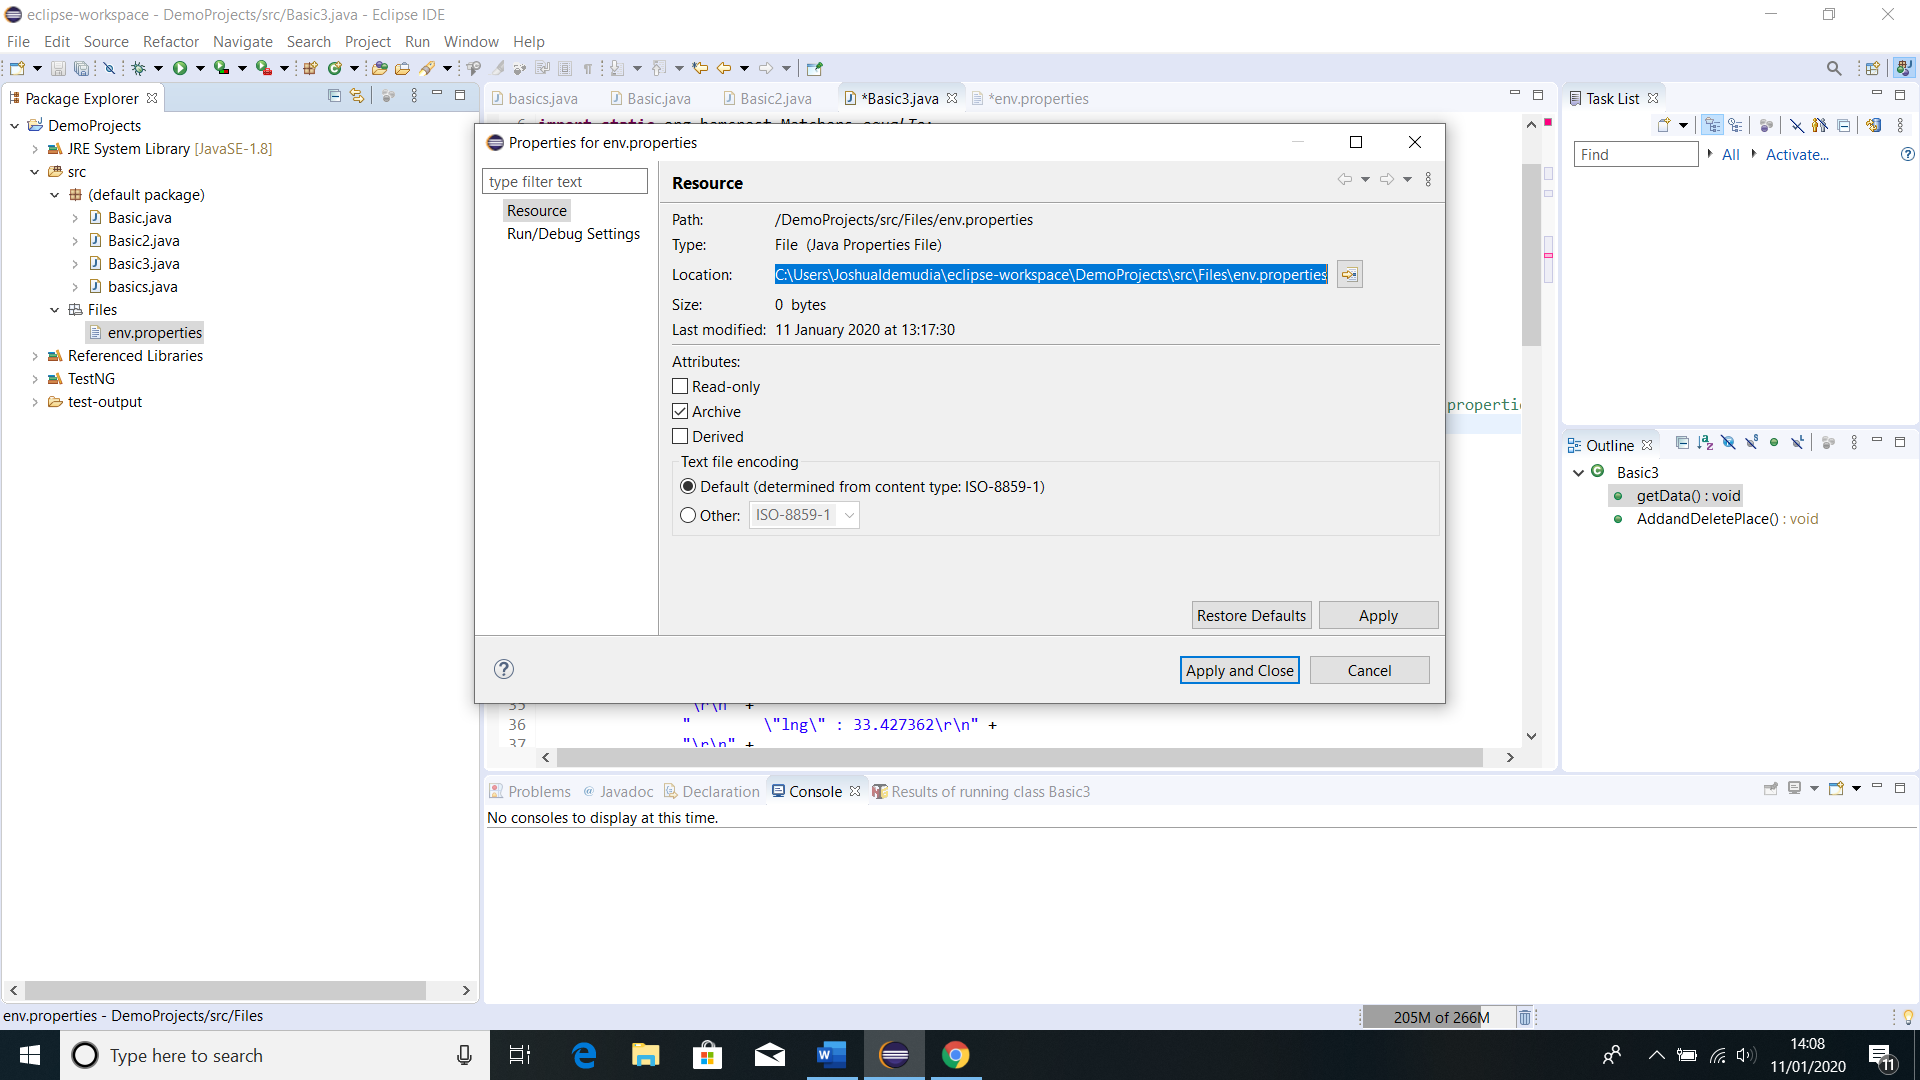 eclipse-workspace - DemoProjects/src/Basic3.java - Eclipse IDE
File Edit Source Refactor Navigate Search Project Run Window Help
Package Explorer
DemoProjects
JRE System Library [JavaSE-1.8]
src
(default package)
Basic.java
Basic2.java
Basic3.java
basics.java
Files
env.properties
Referenced Libraries
TestNG
test-output
basics.java Basic.java Basic2.java *Basic3.java *env.properties
Properties for env.properties
type filter text
Resource
Run/Debug Settings
Resource
Path: /DemoProjects/src/Files/env.properties
Type: File (Java Properties File)
Location: C:\Users\JoshuaIdemudia\eclipse-workspace\DemoProjects\src\Files\env.properties
Size: 0 bytes
Last modified: 11 January 2020 at 13:17:30
Attributes:
Read-only
Archive
Derived
Text file encoding
Default (determined from content type: ISO-8859-1)
Other: ISO-8859-1
Restore Defaults Apply
Apply and Close Cancel
35 "\r\n" +
36 " \"lng\" : 33.427362\r\n" +
37 "\r\n" +
Problems @ Javadoc Declaration Console Results of running class Basic3
No consoles to display at this time.
Task List
Find All Activate...
Outline
Basic3
getData() : void
AddandDeletePlace() : void
env.properties - DemoProjects/src/Files
205M of 266M
Type here to search
14:08
11/01/2020
11